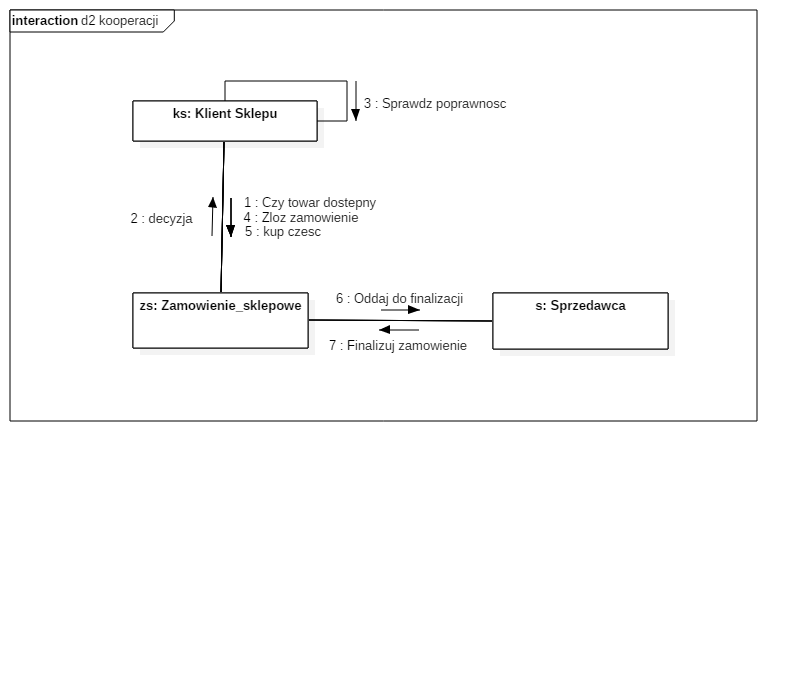 interaction d2 kooperacji
3 : Sprawdz poprawnosc
ks: Klient Sklepu
1 : Czy towar dostepny
2 : decyzja
4 : Zloz zamowienie
5 : kup czesc
6 : Oddaj do finalizacji
zs: Zamowienie_sklepowe
s: Sprzedawca
7 : Finalizuj zamowienie